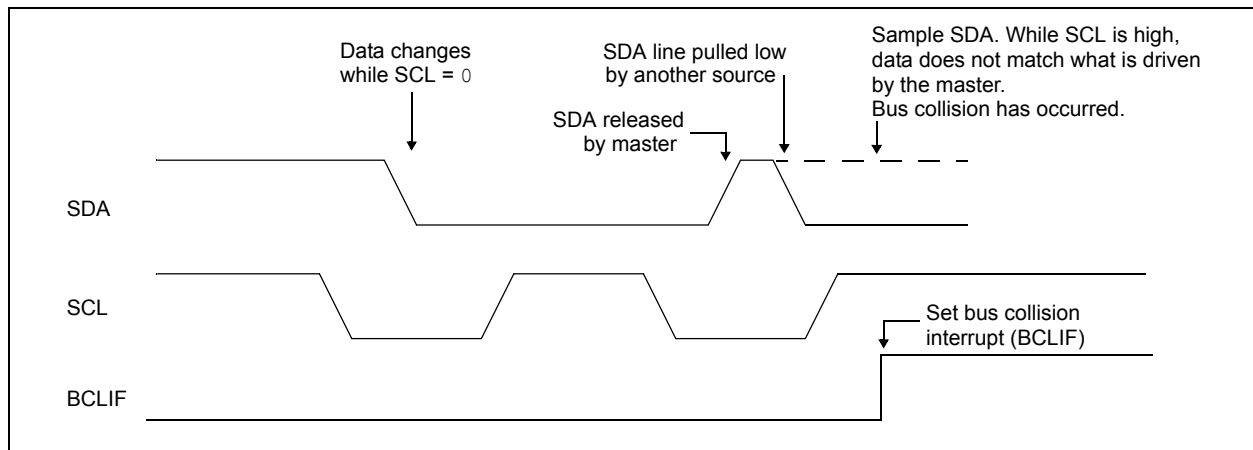 Data changes
while SCL = 0
SDA line pulled low
by another source
SDA released
by master
Sample SDA. While SCL is high,
data does not match what is driven
by the master.
Bus collision has occurred.
SDA
SCL
Set bus collision
interrupt (BCLIF)
BCLIF